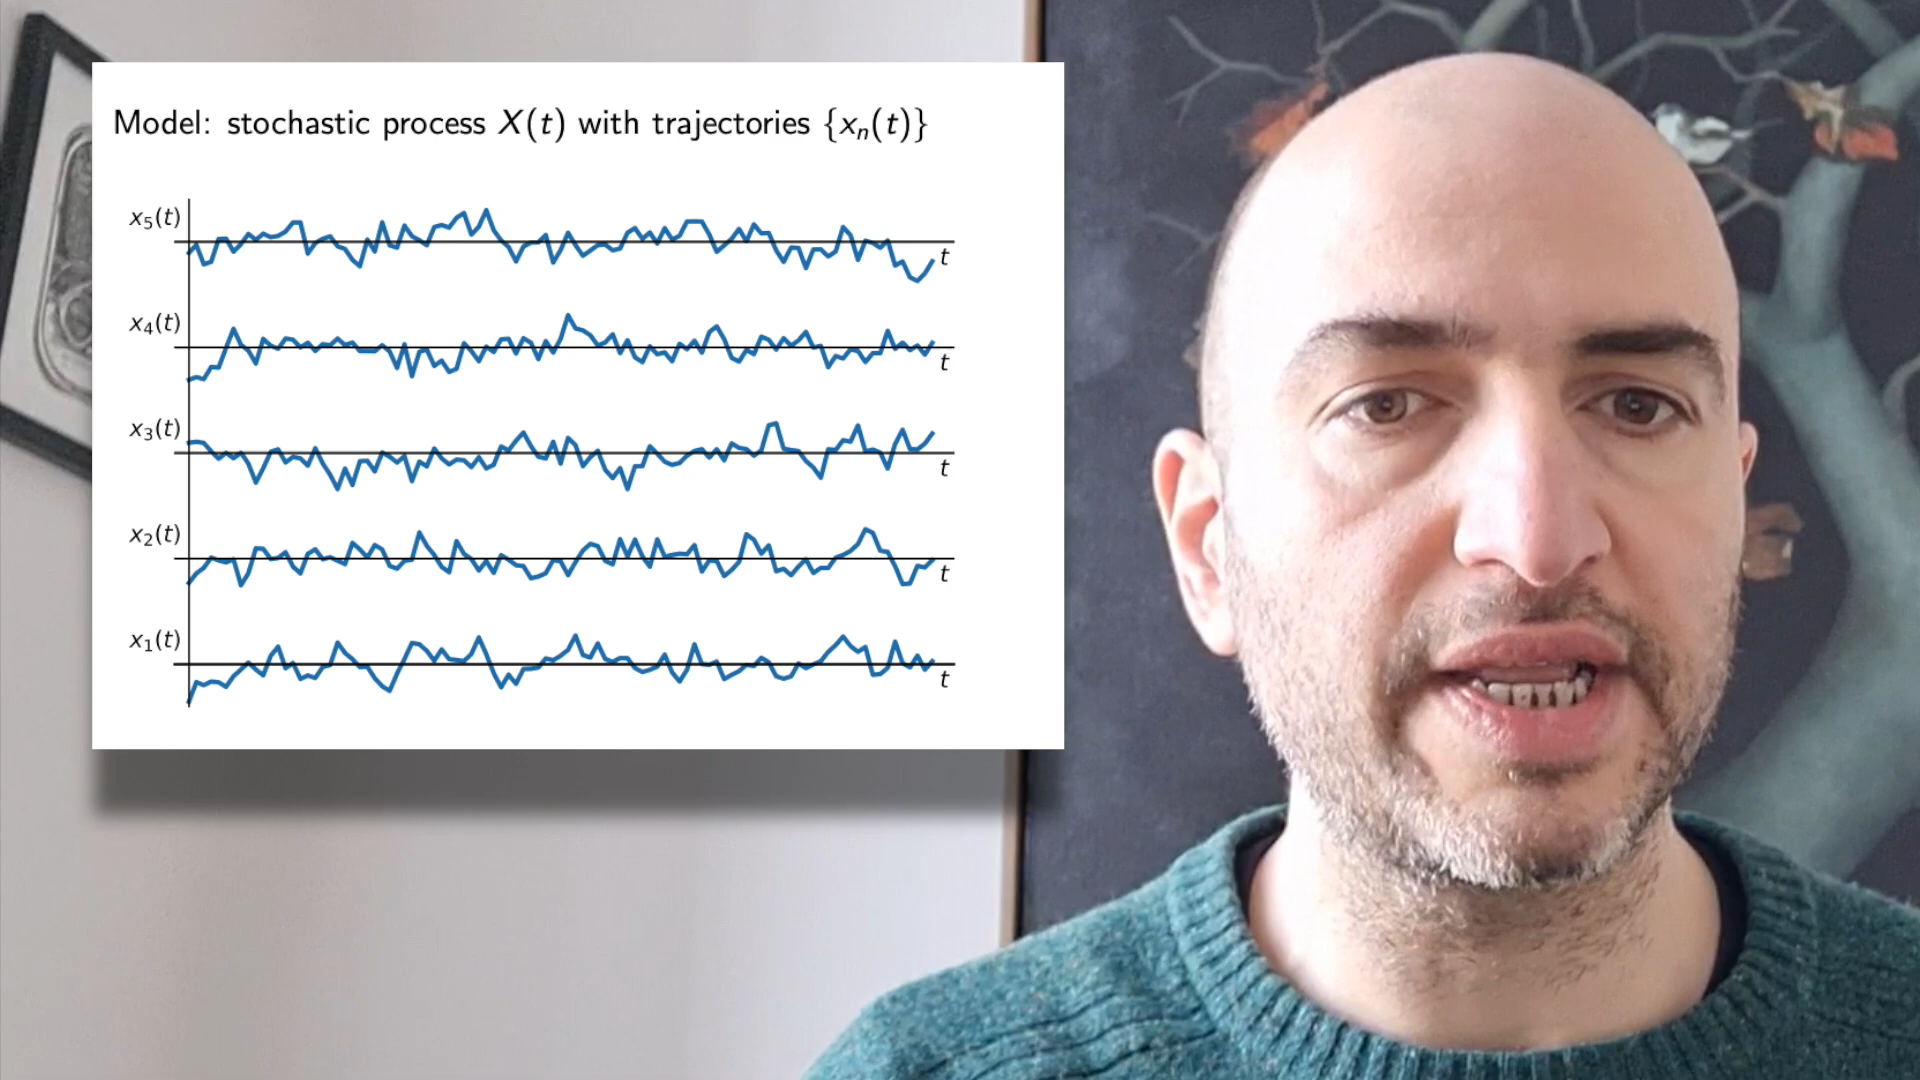 Model: stochastic process X(t) with trajectories {xₙ(t)}
x₅(t)
t
x₄(t)
t
x₃(t)
t
x₂(t)
t
x₁(t)
t